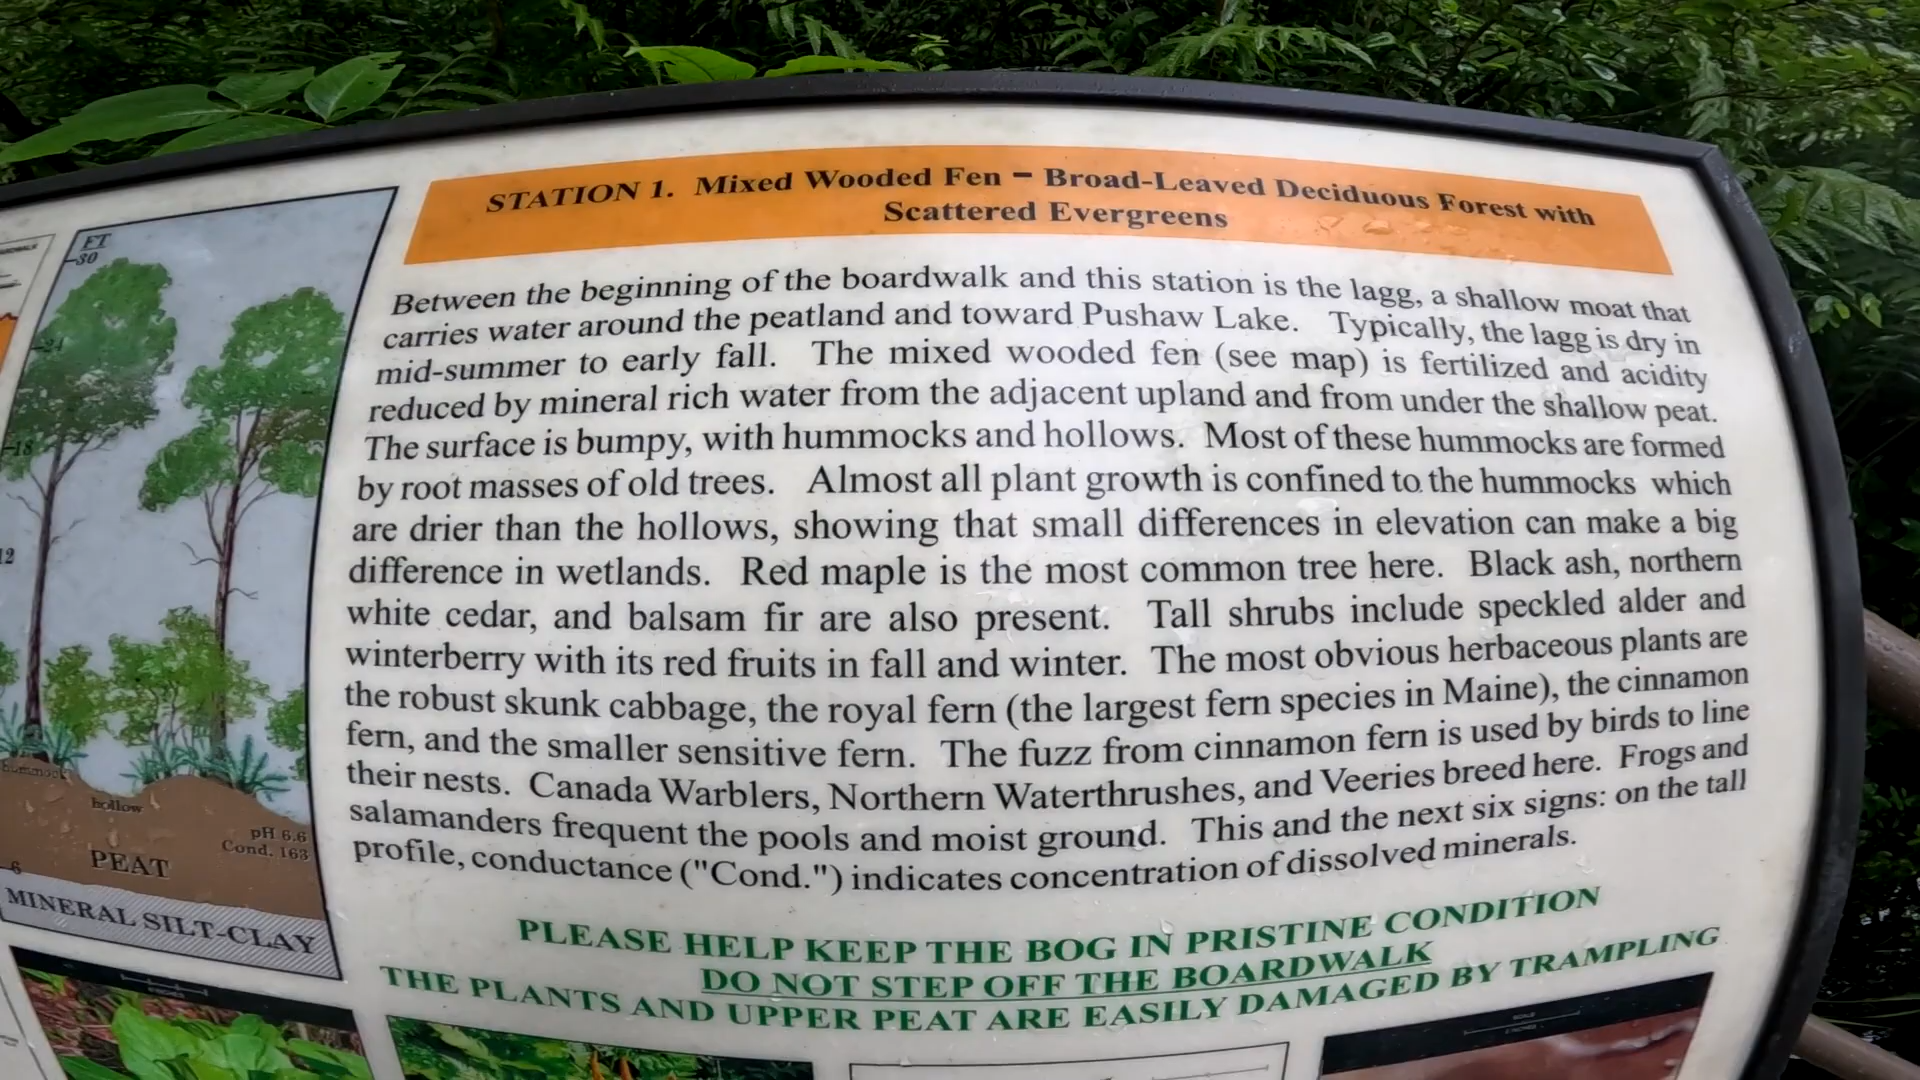 STATION 1. Mixed Wooded Fen – Broad-Leaved Deciduous Forest with
Scattered Evergreens
Between the beginning of the boardwalk and this station is the lagg, a shallow moat that
carries water around the peatland and toward Pushaw Lake. Typically, the lagg is dry in
mid-summer to early fall. The mixed wooded fen (see map) is fertilized and acidity
reduced by mineral rich water from the adjacent upland and from under the shallow peat.
The surface is bumpy, with hummocks and hollows. Most of these hummocks are formed
by root masses of old trees. Almost all plant growth is confined to the hummocks which
are drier than the hollows, showing that small differences in elevation can make a big
difference in wetlands. Red maple is the most common tree here. Black ash, northern
white cedar, and balsam fir are also present. Tall shrubs include speckled alder and
winterberry with its red fruits in fall and winter. The most obvious herbaceous plants are
the robust skunk cabbage, the royal fern (the largest fern species in Maine), the cinnamon
fern, and the smaller sensitive fern. The fuzz from cinnamon fern is used by birds to line
their nests. Canada Warblers, Northern Waterthrushes, and Veeries breed here. Frogs and
salamanders frequent the pools and moist ground. This and the next six signs: on the tall
profile, conductance ("Cond.") indicates concentration of dissolved minerals.
PLEASE HELP KEEP THE BOG IN PRISTINE CONDITION
DO NOT STEP OFF THE BOARDWALK
THE PLANTS AND UPPER PEAT ARE EASILY DAMAGED BY TRAMPLING
FT
30
24
18
12
hummock
hollow
pH 6.6
Cond. 163
PEAT
6
MINERAL SILT-CLAY